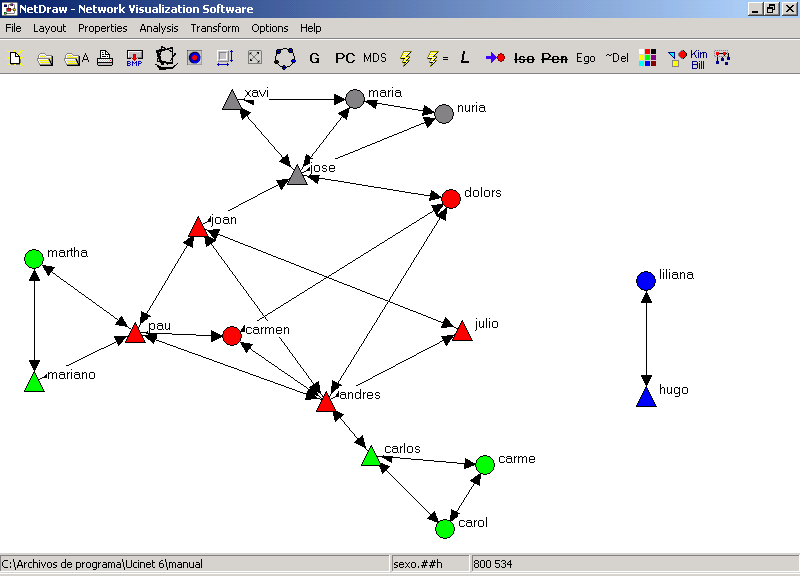 NetDraw - Network Visualization Software
File Layout Properties Analysis Transform Options Help
A BMP G PC MDS = L Iso Pen Ego ~Del Kim Bill
xavi
maria
nuria
jose
dolors
joan
martha
liliana
pau
carmen
julio
mariano
andres
hugo
carlos
carme
carol
C:\Archivos de programa\Ucinet 6\manual sexo.##h 800 534